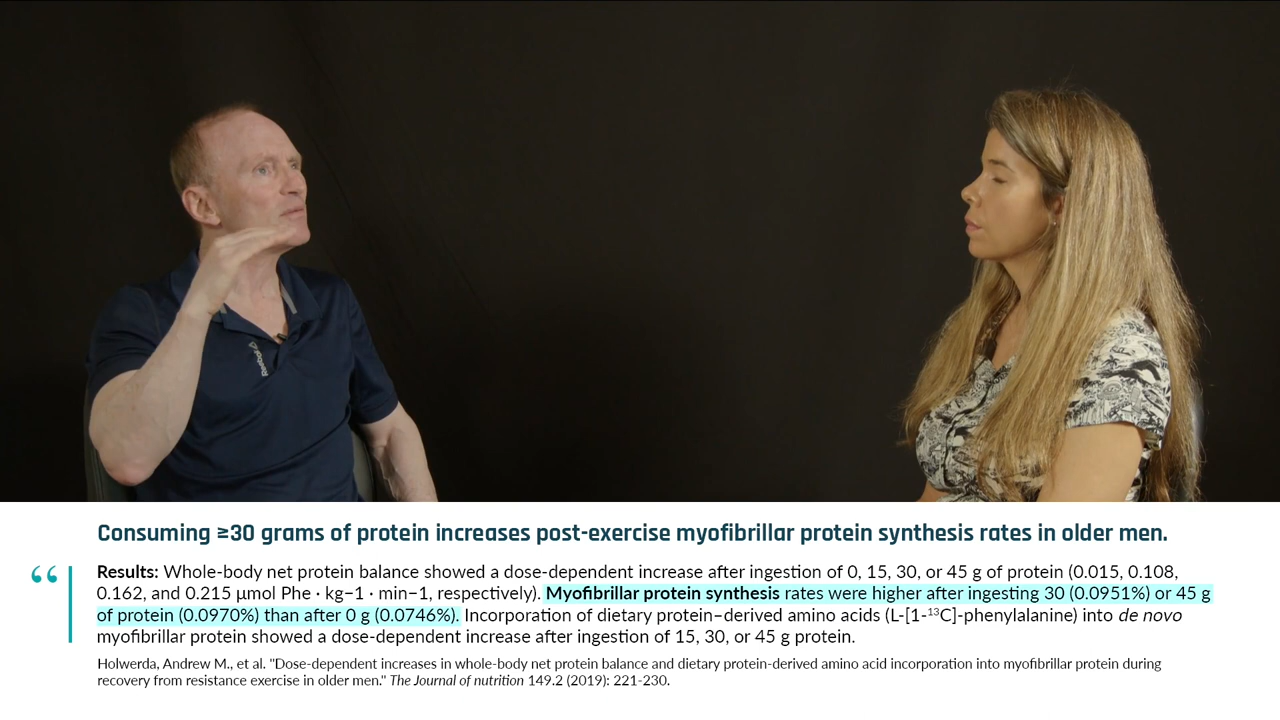 Consuming ≥30 grams of protein increases post-exercise myofibrillar protein synthesis rates in older men.
“ Results: Whole-body net protein balance showed a dose-dependent increase after ingestion of 0, 15, 30, or 45 g of protein (0.015, 0.108,
0.162, and 0.215 μmol Phe · kg−1 · min−1, respectively). Myofibrillar protein synthesis rates were higher after ingesting 30 (0.0951%) or 45 g
of protein (0.0970%) than after 0 g (0.0746%). Incorporation of dietary protein–derived amino acids (L-[1-¹³C]-phenylalanine) into de novo
myofibrillar protein showed a dose-dependent increase after ingestion of 15, 30, or 45 g protein.
Holwerda, Andrew M., et al. "Dose-dependent increases in whole-body net protein balance and dietary protein-derived amino acid incorporation into myofibrillar protein during
recovery from resistance exercise in older men." The Journal of nutrition 149.2 (2019): 221-230.